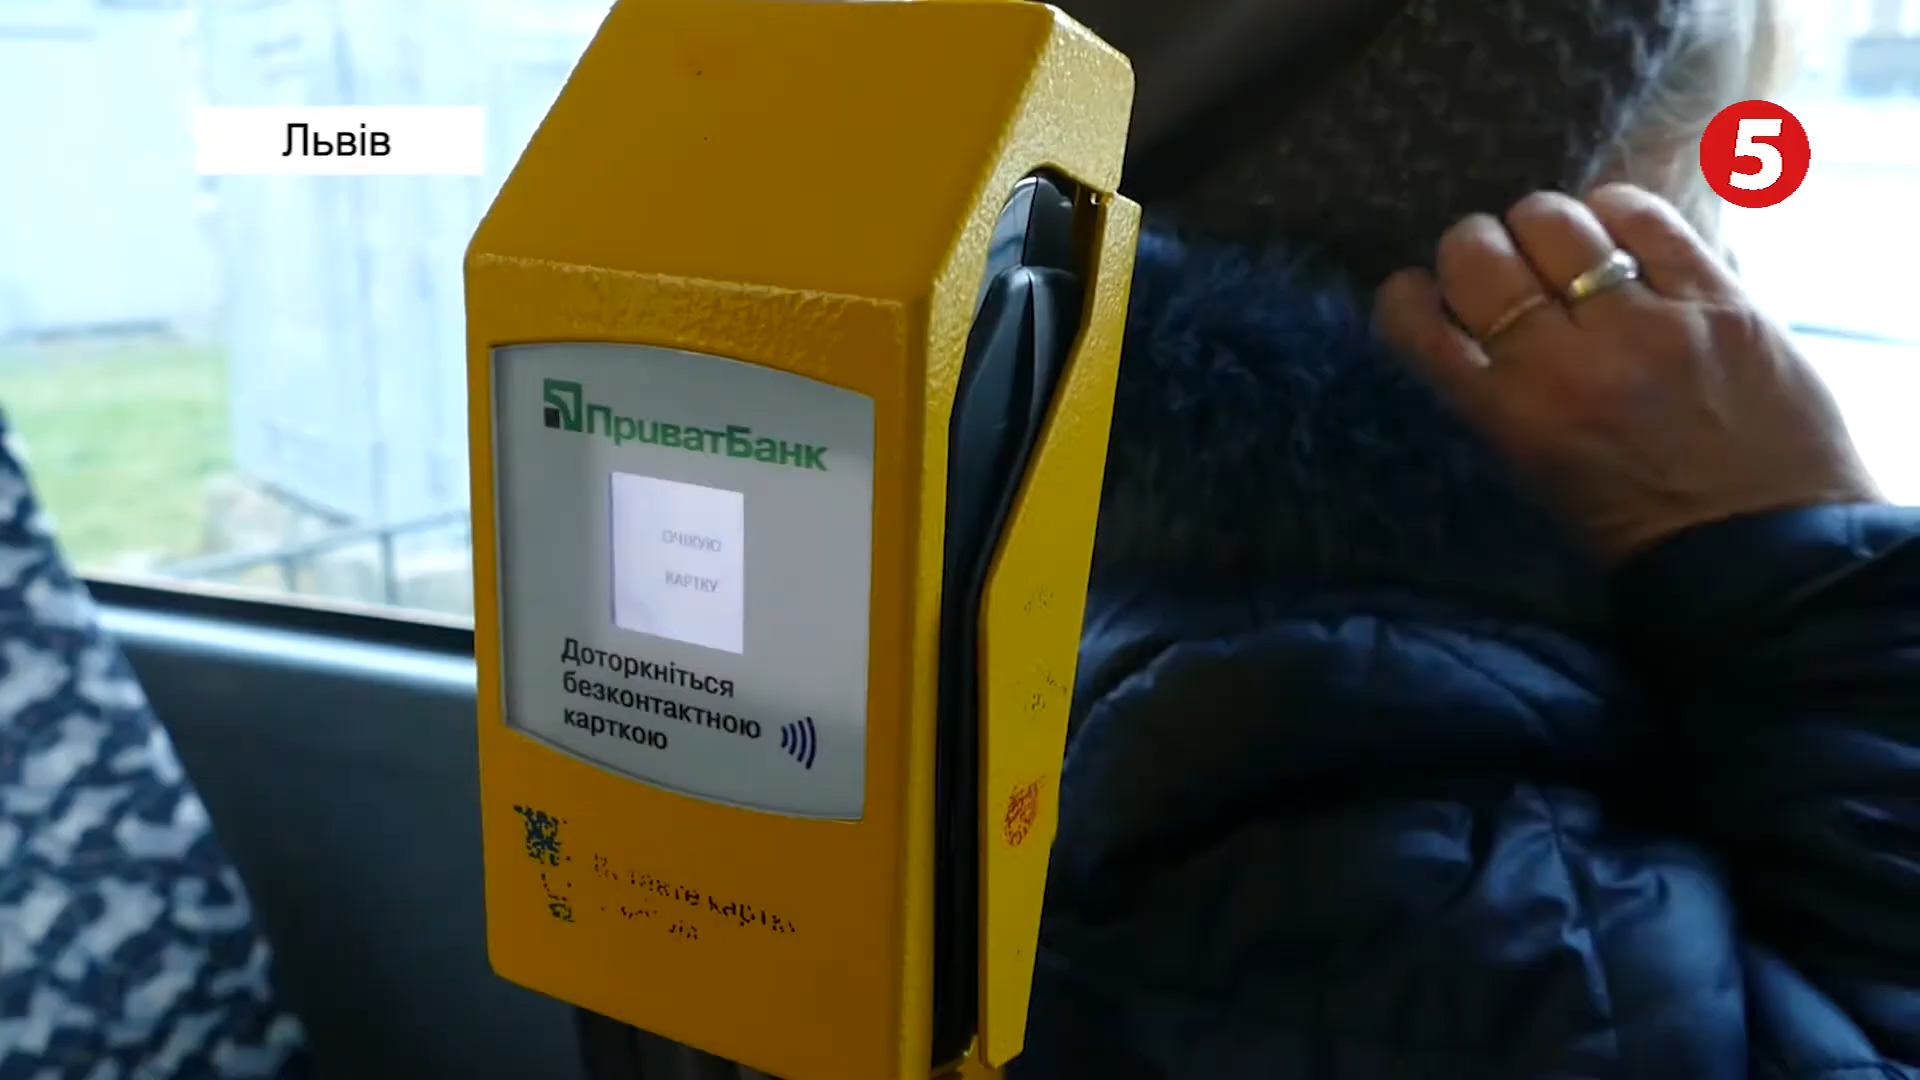 Львів
5
ПриватБанк
ОЧІКУЮ
КАРТКУ
Доторкніться
безконтактною
карткою